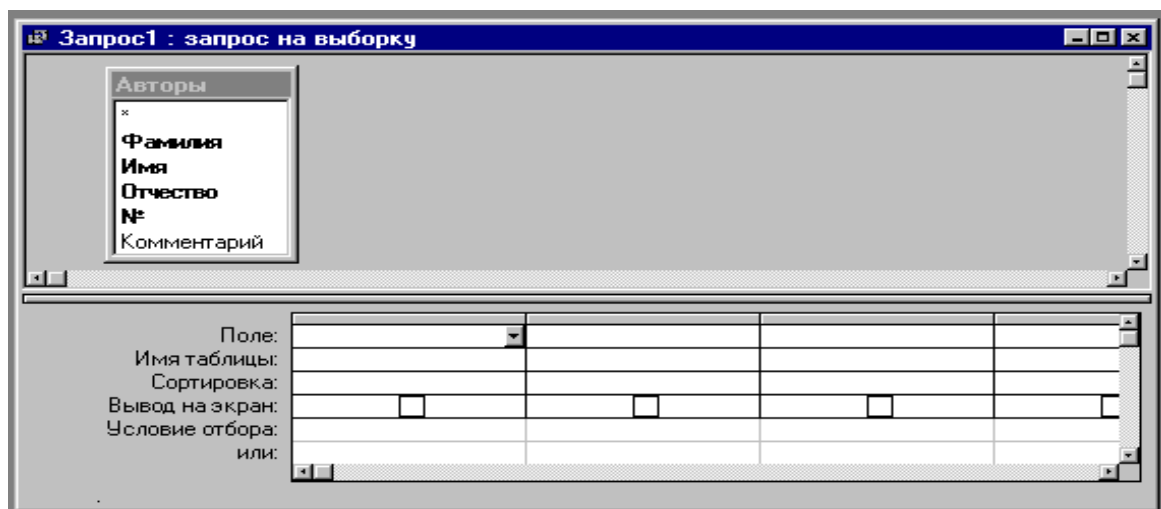 Запрос1 : запрос на выборку
Авторы
*
Фамилия
Имя
Отчество
№
Комментарий
Поле:
Имя таблицы:
Сортировка:
Вывод на экран:
Условие отбора:
или: